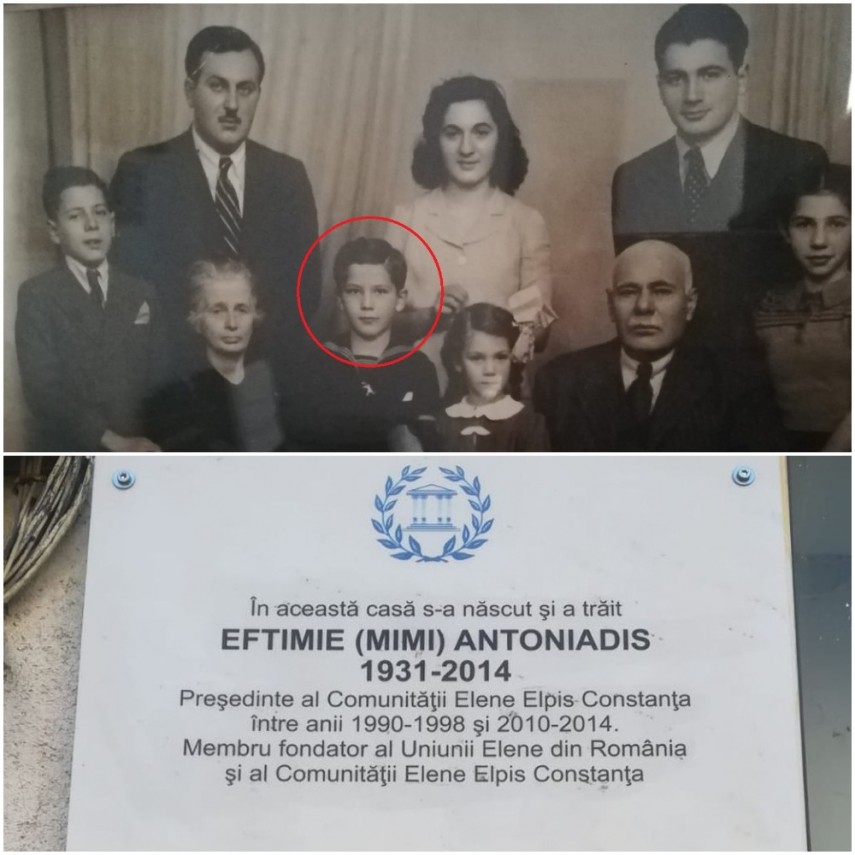 În această casă s-a născut şi a trăit
EFTIMIE (MIMI) ANTONIADIS
1931-2014
Preşedinte al Comunităţii Elene Elpis Constanţa
între anii 1990-1998 şi 2010-2014.
Membru fondator al Uniunii Elene din România
şi al Comunităţii Elene Elpis Constanţa